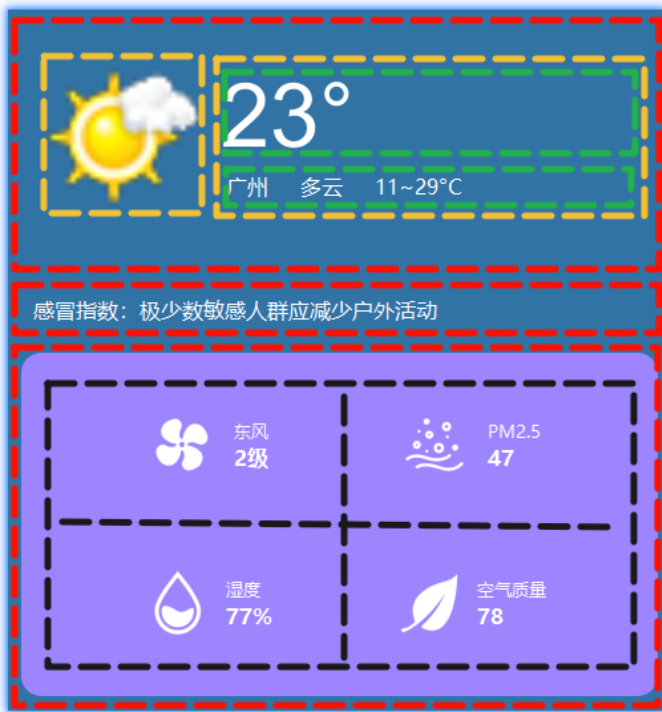 23°
广州 多云 11~29°C
感冒指数：极少数敏感人群应减少户外活动
东风
2级
PM2.5
47
湿度
77%
空气质量
78